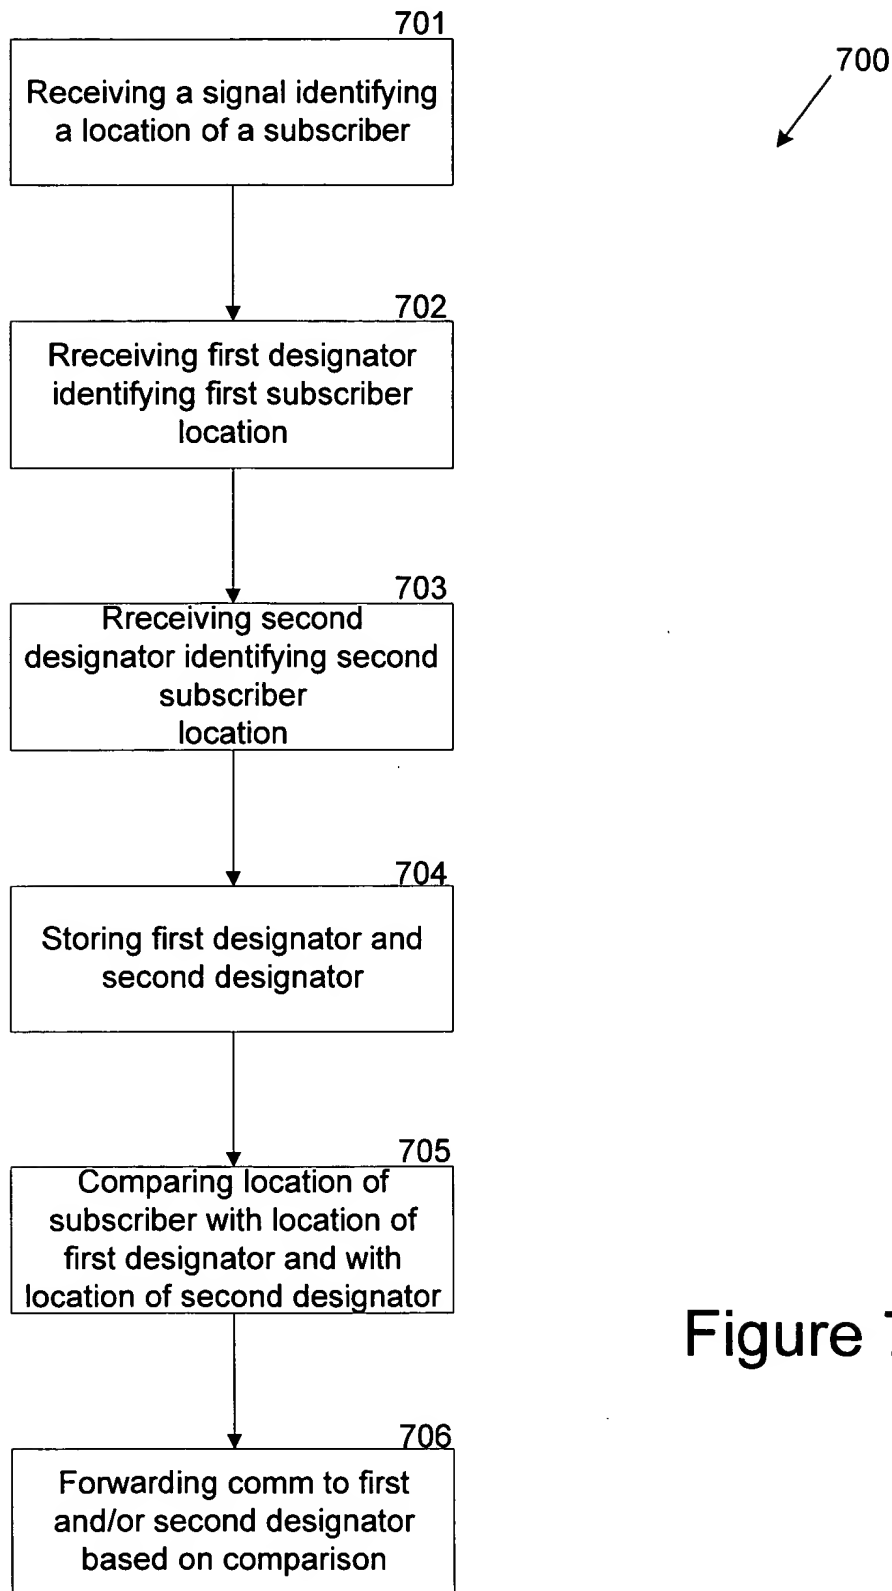 701
Receiving a signal identifying
a location of a subscriber
700
702
Rreceiving first designator
identifying first subscriber
location
703
Rreceiving second
designator identifying second
subscriber
location
704
Storing first designator and
second designator
705
Comparing location of
subscriber with location of
first designator and with
location of second designator
Figure 7
706
Forwarding comm to first
and/or second designator
based on comparison